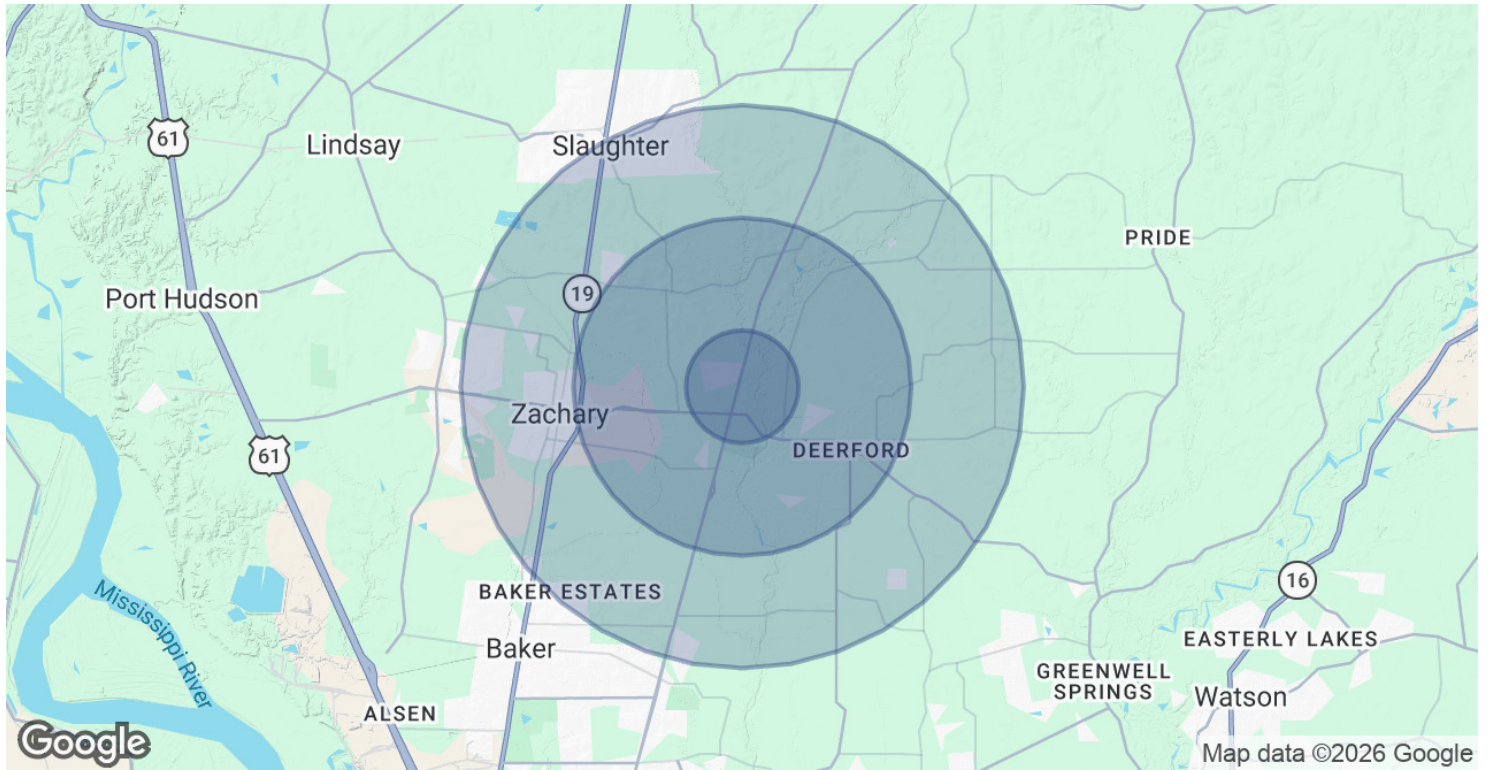 61
Lindsay
Slaughter
PRIDE
19
Port Hudson
Zachary
DEERFORD
61
16
BAKER ESTATES
Mississippi River
Baker
EASTERLY LAKES
GREENWELL
SPRINGS
Watson
ALSEN
Google
Map data ©2026 Google